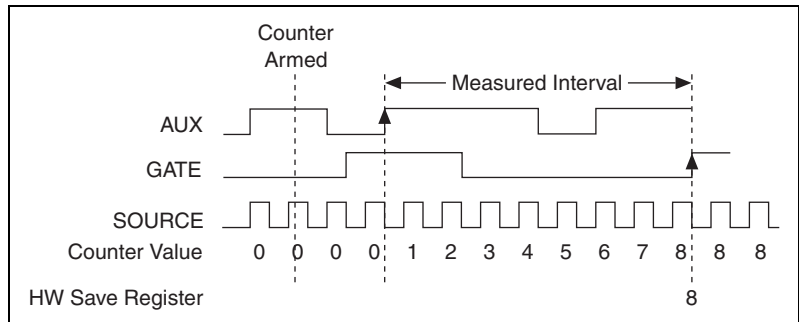 Counter
Armed
Measured Interval
AUX
GATE
SOURCE
Counter Value 0 0 0 0 1 2 3 4 5 6 7 8 8 8
HW Save Register 8